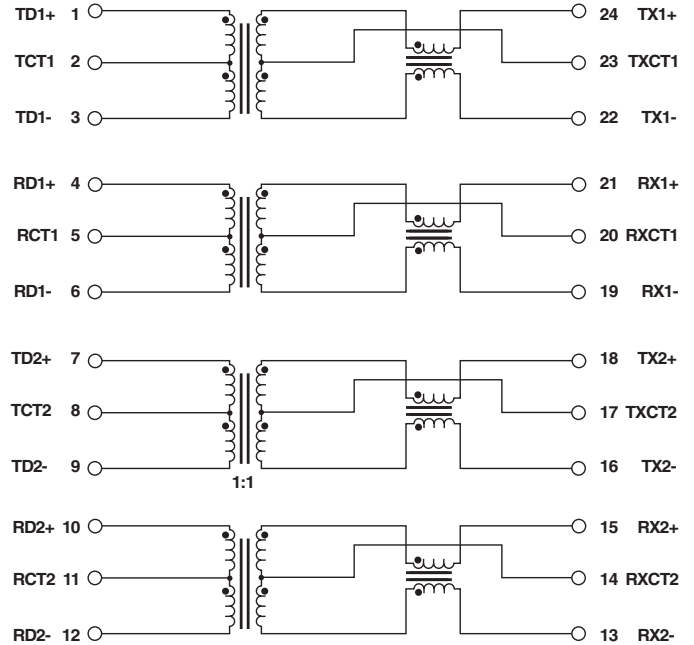 TD1+ 1 24 TX1+
TCT1 2 23 TXCT1
TD1- 3 22 TX1-
RD1+ 4 21 RX1+
RCT1 5 20 RXCT1
RD1- 6 19 RX1-
TD2+ 7 18 TX2+
TCT2 8 17 TXCT2
TD2- 9 16 TX2-
1:1
RD2+ 10 15 RX2+
RCT2 11 14 RXCT2
RD2- 12 13 RX2-